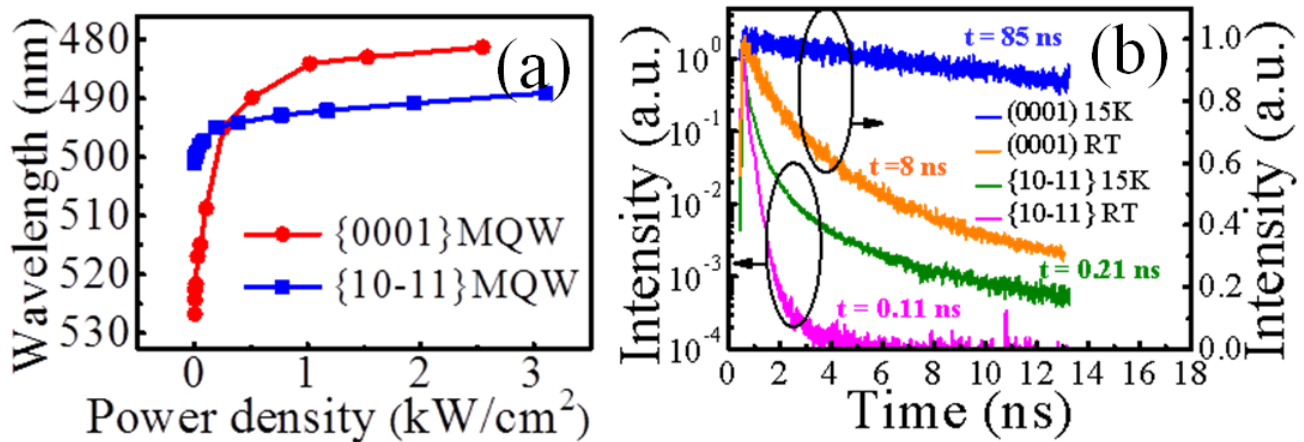 (a)
Wavelength (nm)
480
490
500
510
520
530
{0001}MQW
{10-11}MQW
0 1 2 3
Power density (kW/cm²)
(b)
Intensity (a.u.)
10⁰
10⁻¹
10⁻²
10⁻³
10⁻⁴
t = 85 ns
(0001) 15K
(0001) RT
{10-11} 15K
{10-11} RT
t =8 ns
t = 0.21 ns
t = 0.11 ns
1.0
0.8
0.6
0.4
0.2
0.0
Intensity (a.u.)
0 2 4 6 8 10 12 14 16 18
Time (ns)